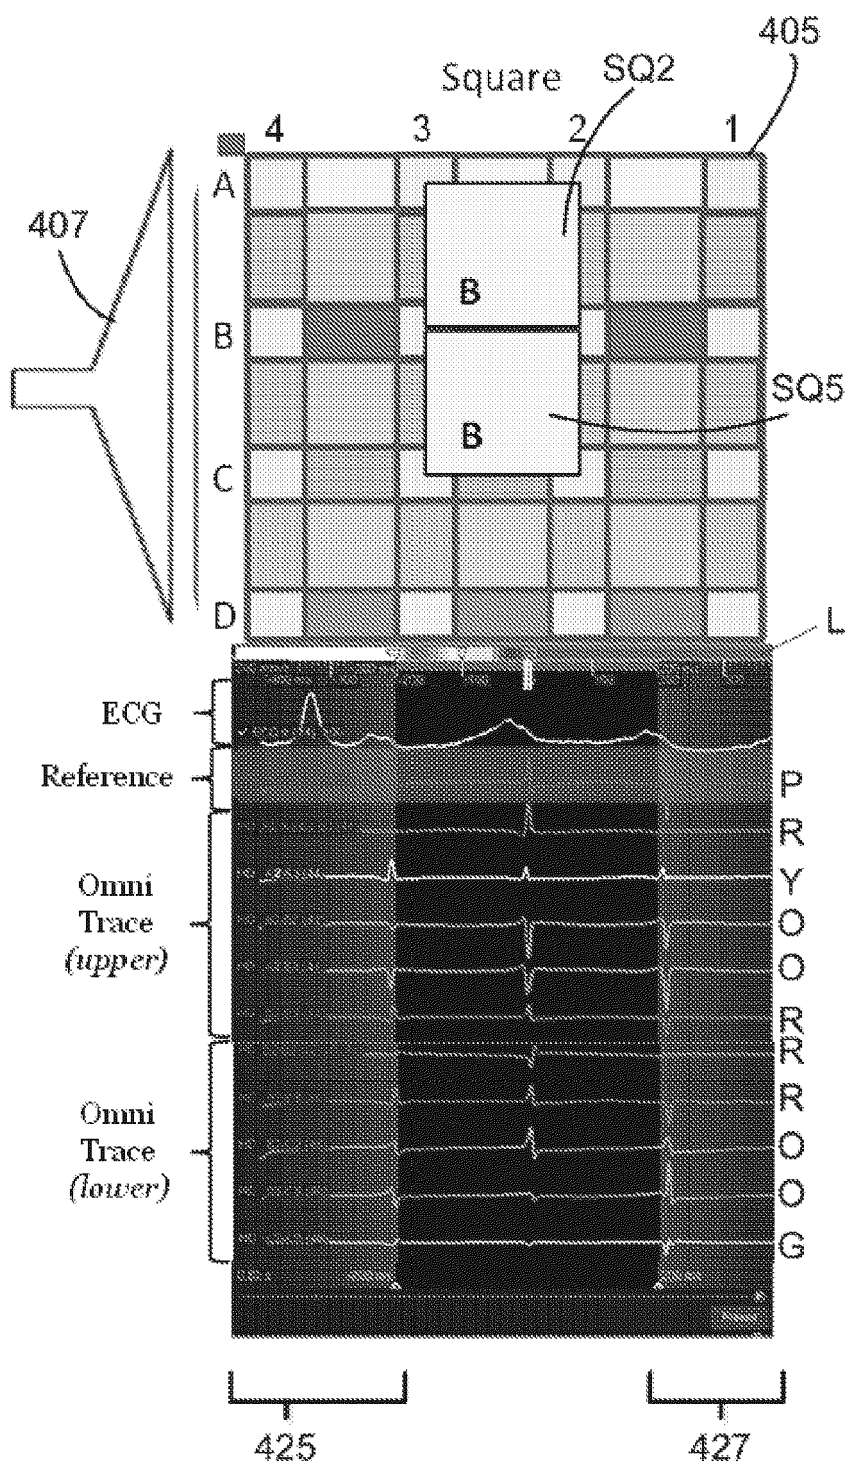 405
Square SQ2
4 3 2 1
A
407
B
B
SQ5
B
C
D
L
ECG
Reference
P
R
Omni
Trace
(upper)
Y
O
O
R
R
Omni
Trace
(lower)
R
O
O
G
425 427